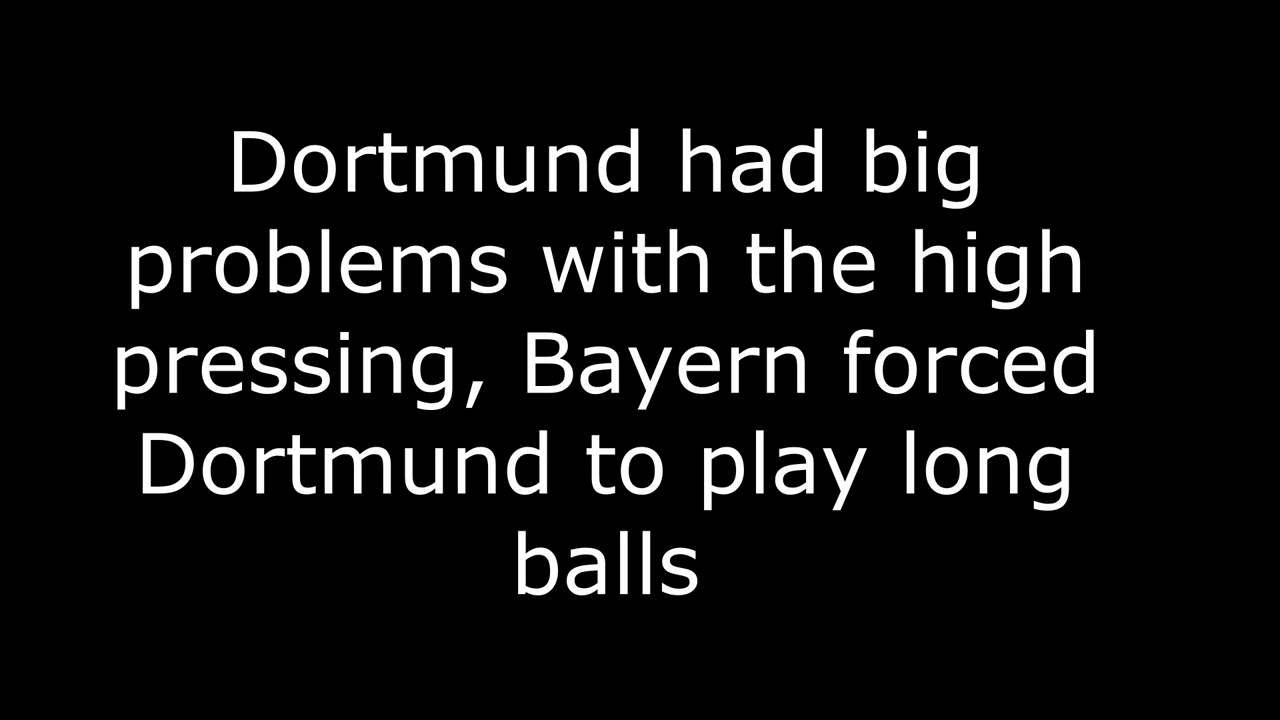 Dortmund had big
problems with the high
pressing, Bayern forced
Dortmund to play long
balls